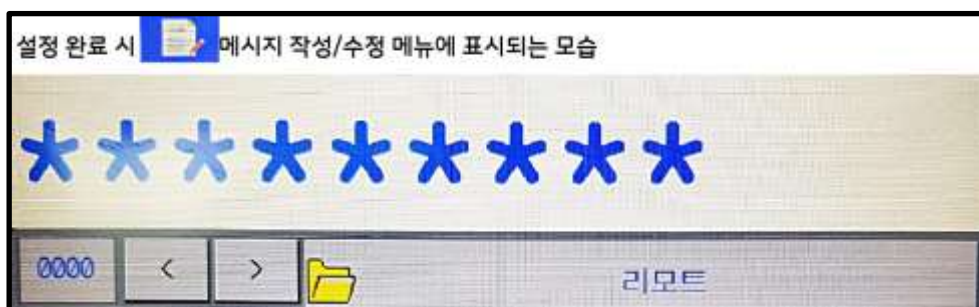 설정 완료 시 메시지 작성/수정 메뉴에 표시되는 모습
*********
0000 < > 리모트